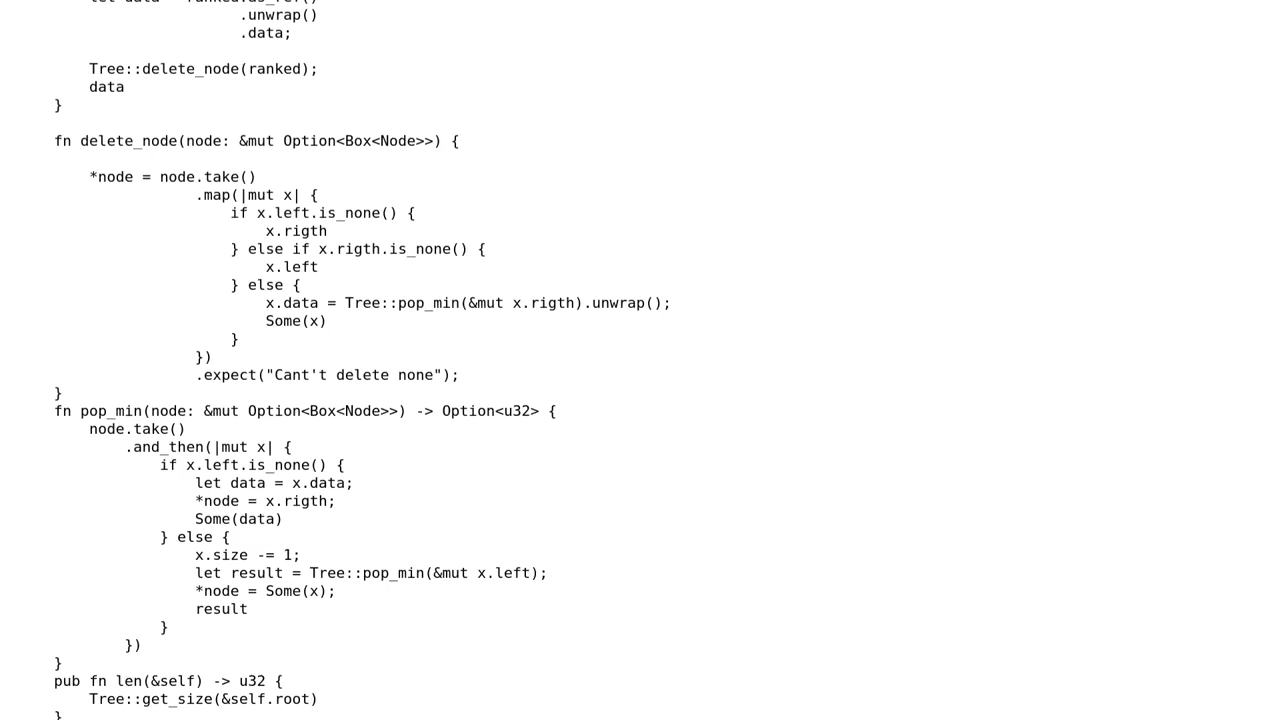 let data = ranked.as_ref()
.unwrap()
.data;
Tree::delete_node(ranked);
data
}
fn delete_node(node: &mut Option<Box<Node>>) {
*node = node.take()
.map(|mut x| {
if x.left.is_none() {
x.rigth
} else if x.rigth.is_none() {
x.left
} else {
x.data = Tree::pop_min(&mut x.rigth).unwrap();
Some(x)
}
})
.expect("Cant't delete none");
}
fn pop_min(node: &mut Option<Box<Node>>) -> Option<u32> {
node.take()
.and_then(|mut x| {
if x.left.is_none() {
let data = x.data;
*node = x.rigth;
Some(data)
} else {
x.size -= 1;
let result = Tree::pop_min(&mut x.left);
*node = Some(x);
result
}
})
}
pub fn len(&self) -> u32 {
Tree::get_size(&self.root)
}